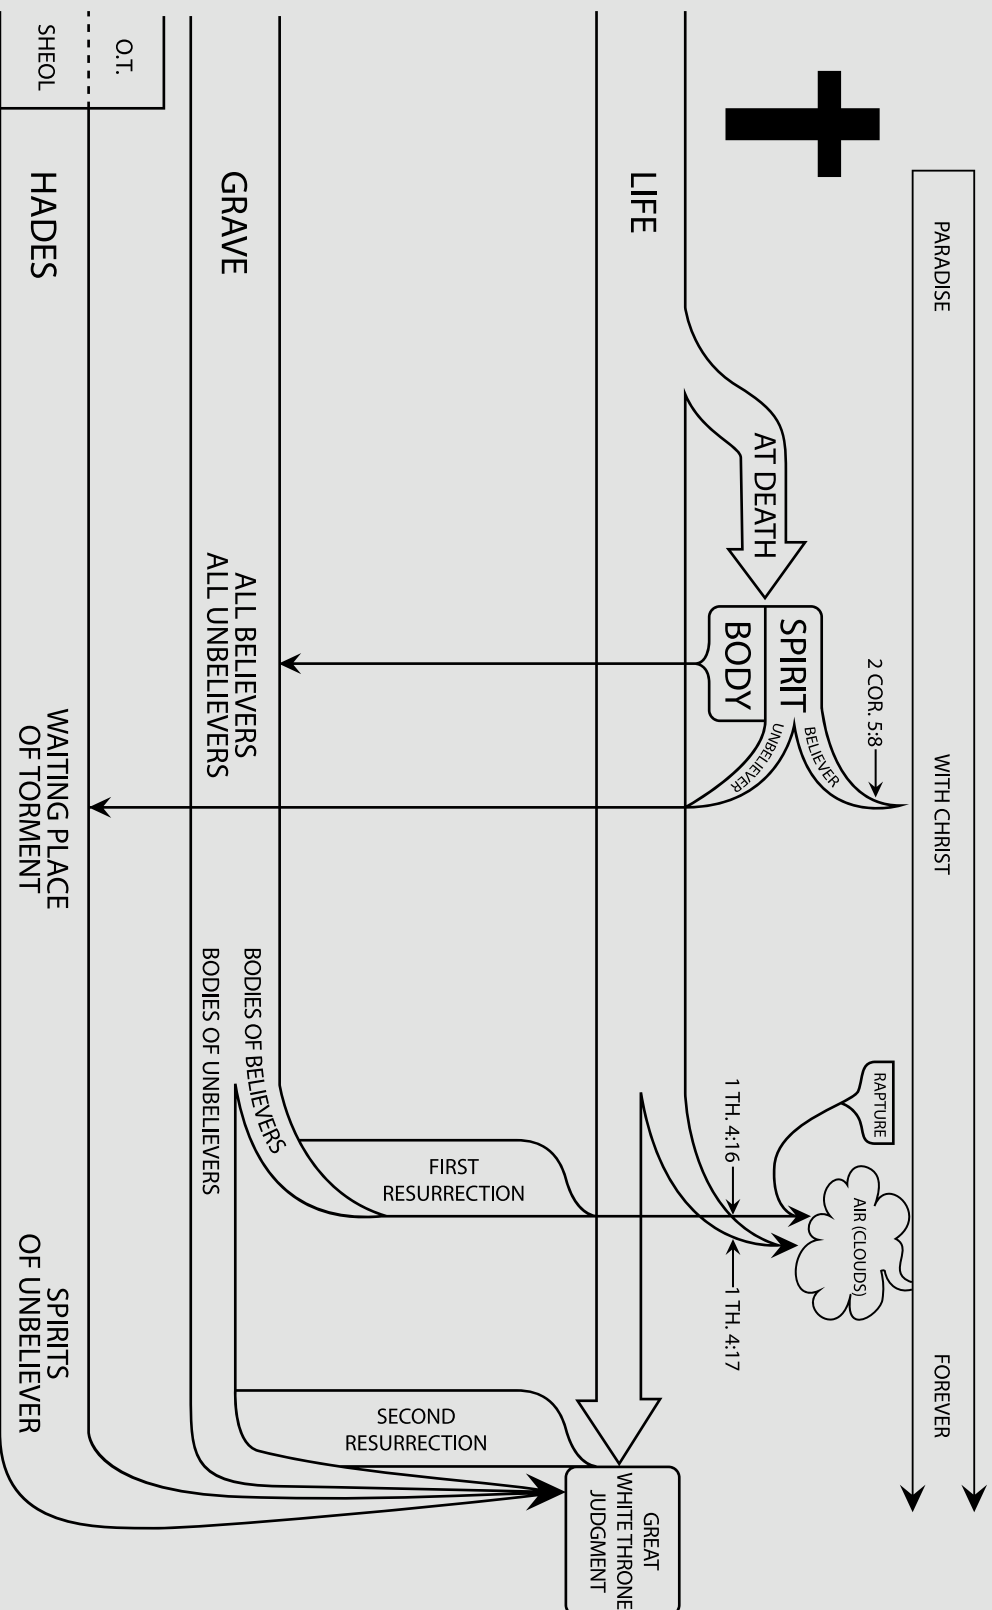 PARADISE
WITH CHRIST
FOREVER
2 COR. 5:8
RAPTURE
AIR (CLOUDS)
AT DEATH
SPIRIT
BODY
BELIEVER
UNBELIEVER
1 TH. 4:16
1 TH. 4:17
LIFE
GREAT
WHITE THRONE
JUDGMENT
FIRST
RESURRECTION
SECOND
RESURRECTION
GRAVE
ALL BELIEVERS
ALL UNBELIEVERS
BODIES OF BELIEVERS
BODIES OF UNBELIEVERS
O.T.
SHEOL
HADES
WAITING PLACE
OF TORMENT
SPIRITS
OF UNBELIEVER